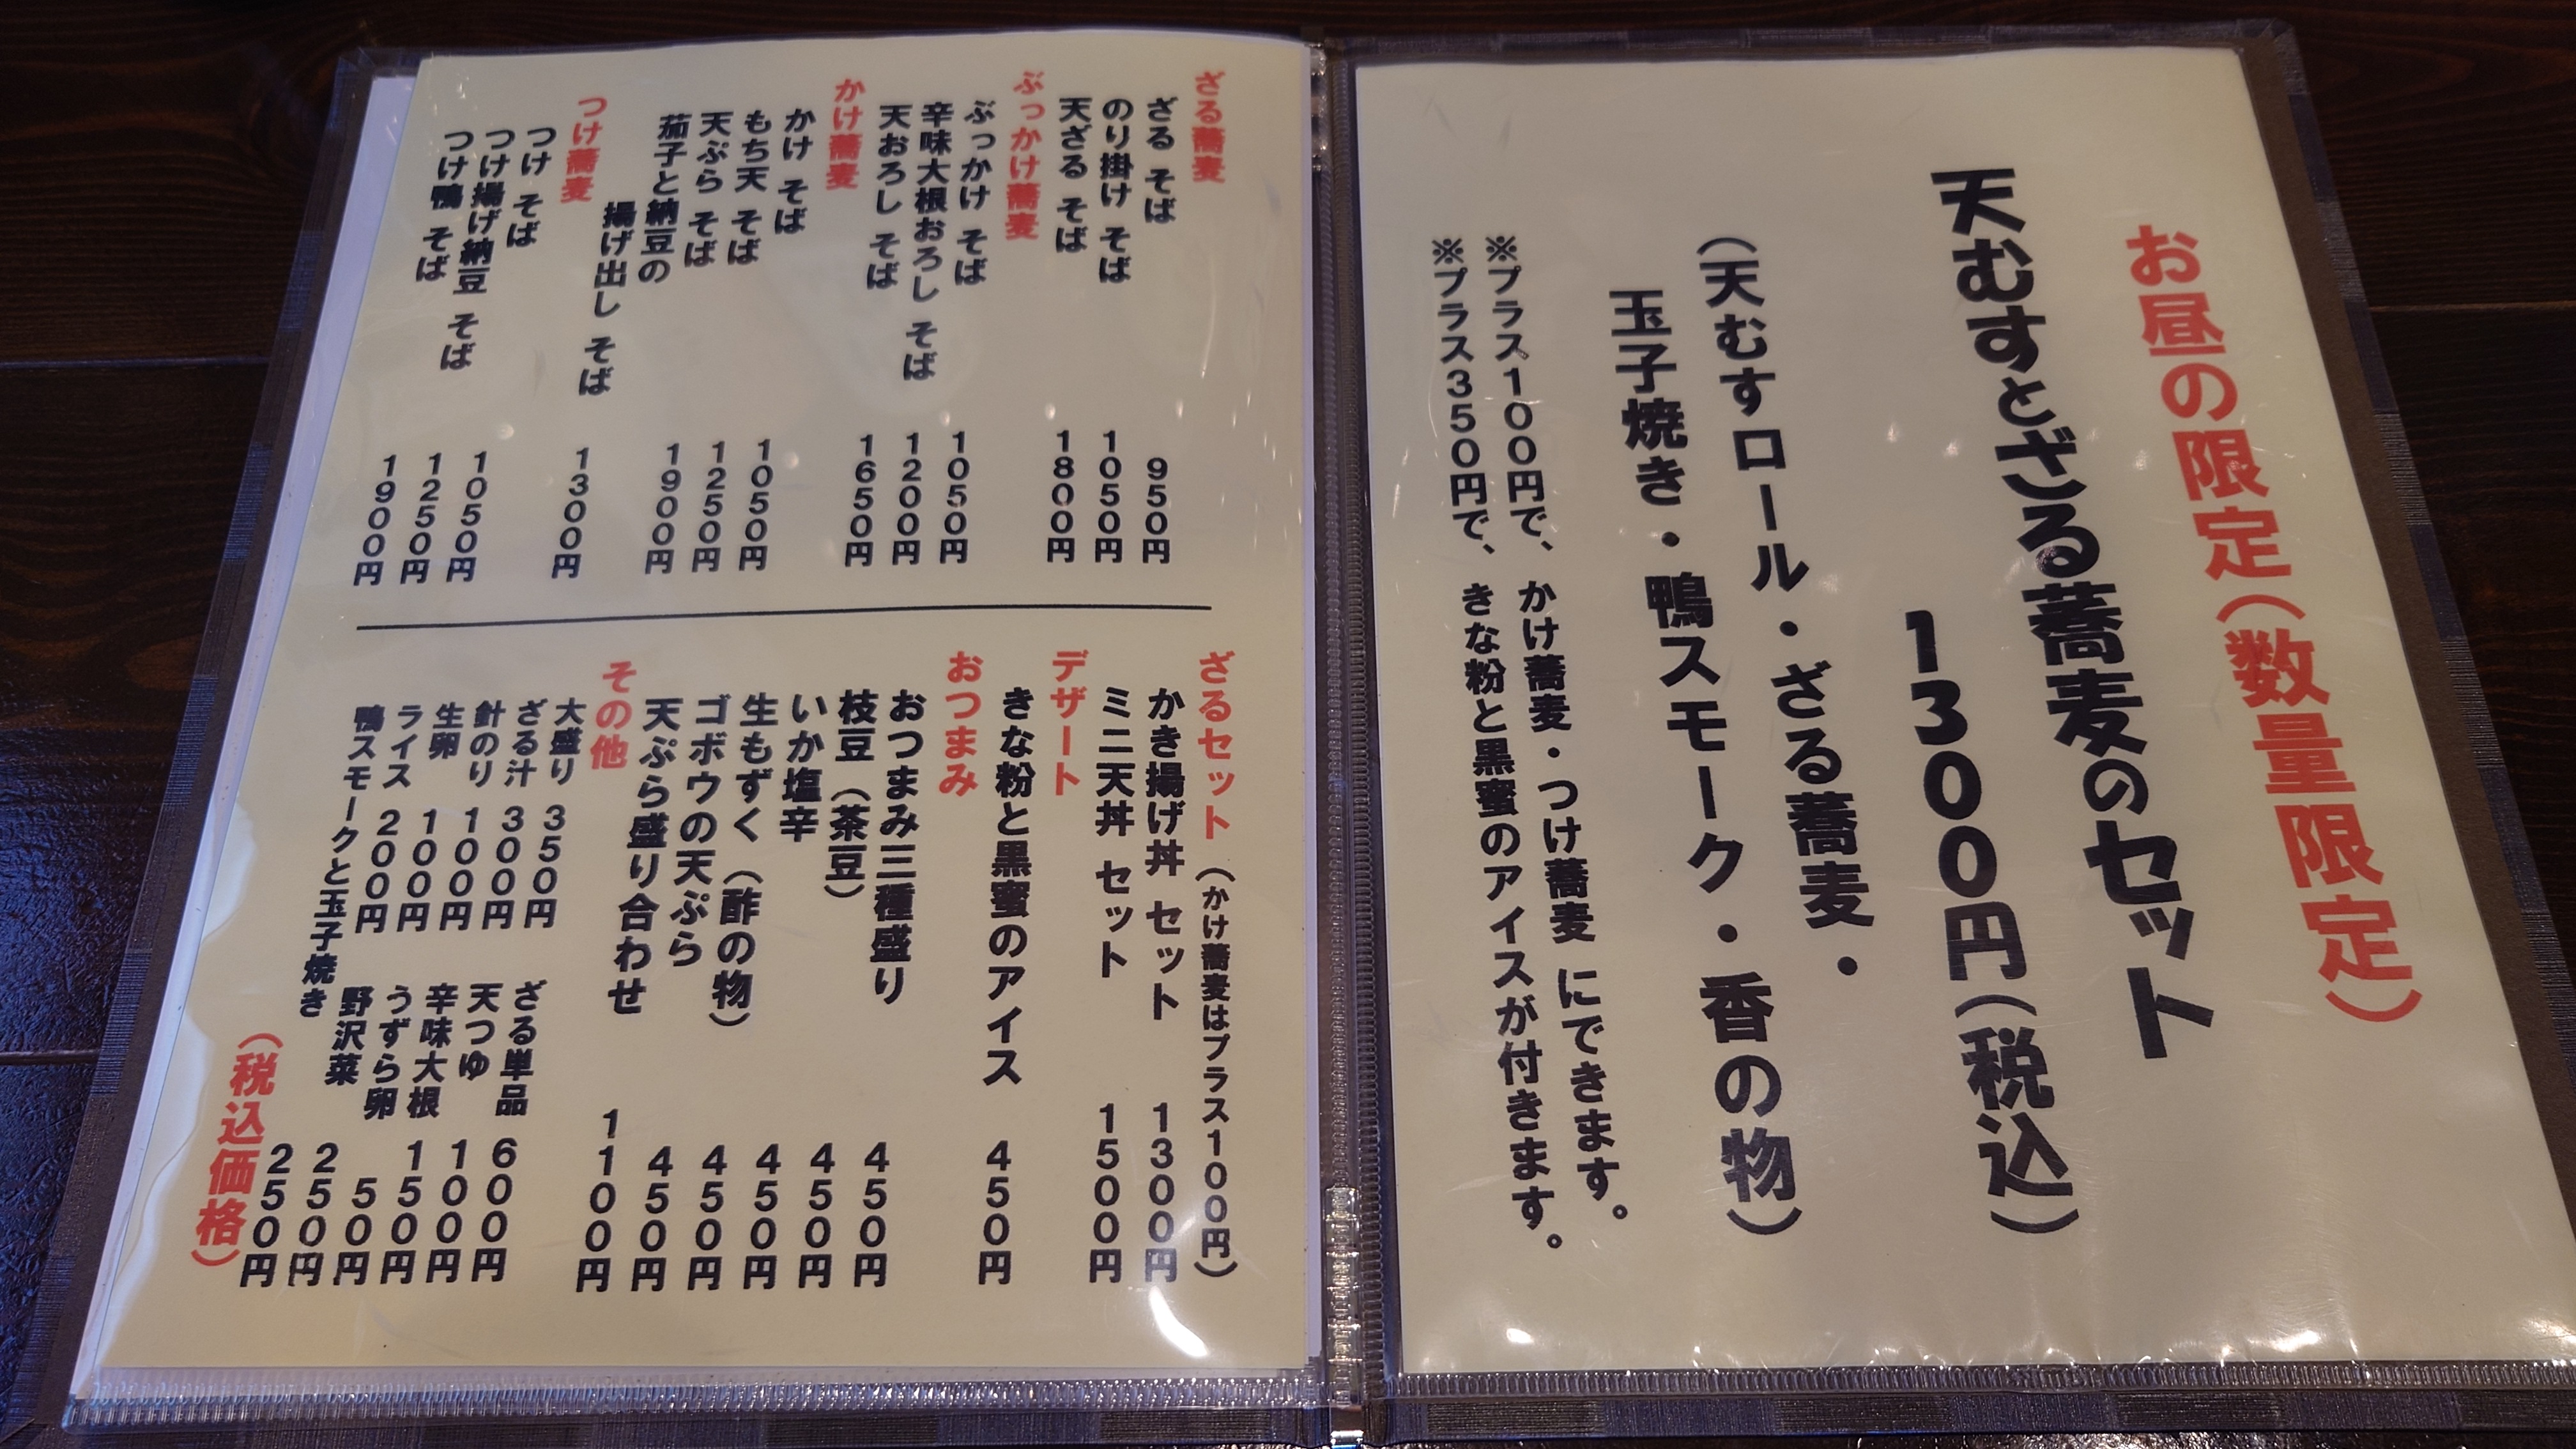 お昼の限定(数量限定)
天むすとざる蕎麦のセット
1300円(税込)
(天むすロール・ざる蕎麦・
玉子焼き・鴨スモーク・香の物)
※プラス100円で、かけ蕎麦・つけ蕎麦 にできます。
※プラス350円で、きな粉と黒蜜のアイスが付きます。
ざる蕎麦
ざる そば 950円
のり掛け そば 1050円
天ざる そば 1800円
ぶっかけ蕎麦
ぶっかけ そば 1050円
辛味大根おろし そば 1200円
天おろし そば 1650円
かけ蕎麦
かけ そば 1050円
もち天 そば 1250円
天ぷら そば 1900円
茄子と納豆の
揚げ出し そば 1300円
つけ蕎麦
つけ そば 1050円
つけ揚げ納豆 そば 1250円
つけ鴨 そば 1900円
ざるセット (かけ蕎麦はプラス100円)
かき揚げ丼 セット 1300円
ミニ天丼 セット 1500円
デザート
きな粉と黒蜜のアイス 450円
おつまみ
おつまみ三種盛り 450円
枝豆 (茶豆) 450円
いか塩辛 450円
生もずく (酢の物) 450円
ゴボウの天ぷら 450円
天ぷら盛り合わせ 1100円
その他
大盛り 350円 ざる単品 600円
ざる汁 300円 天つゆ 100円
針のり 100円 辛味大根 150円
生卵 100円 うずら卵 50円
ライス 200円 野沢菜 250円
鴨スモークと玉子焼き 250円
(税込価格)